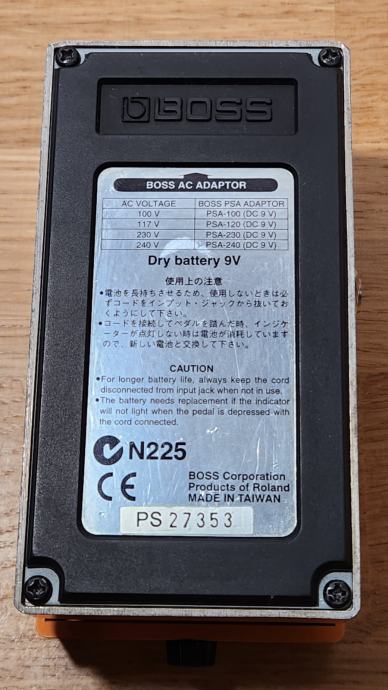 BOSS
BOSS AC ADAPTOR
AC VOLTAGE BOSS PSA ADAPTOR
100 V PSA-100 (DC 9 V)
117 V PSA-120 (DC 9 V)
230 V PSA-230 (DC 9 V)
240 V PSA-240 (DC 9 V)
Dry battery 9V
使用上の注意
●電池を長持ちさせるため、使用しないときは必
ずコードをインプット・ジャックから抜いてお
くようにして下さい。
●コードを接続してペダルを踏んだ時、インジケ
ーターが点灯しない時は電池が消耗しています
ので、新しい電池と交換して下さい。
CAUTION
●For longer battery life, always keep the cord
disconnected from input jack when not in use.
●The battery needs replacement if the indicator
will not light when the pedal is depressed with
the cord connected.
N225
CE
BOSS Corporation
Products of Roland
MADE IN TAIWAN
PS 27353